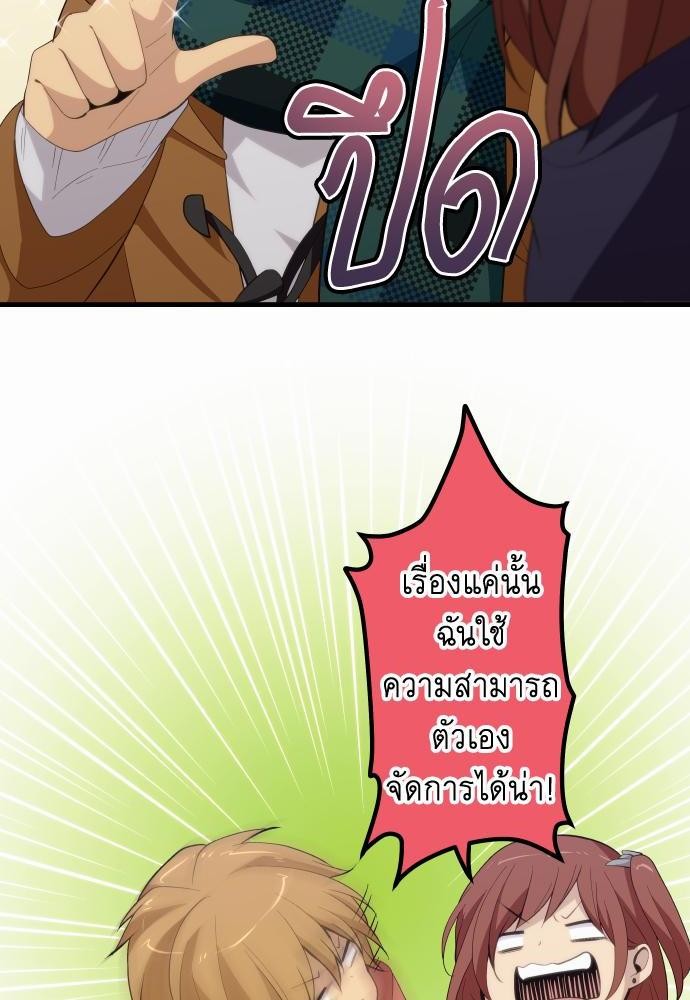 ปึด
เรื่องแค่นั้น
ฉันใช้
ความสามารถ
ตัวเอง
จัดการได้น่า!